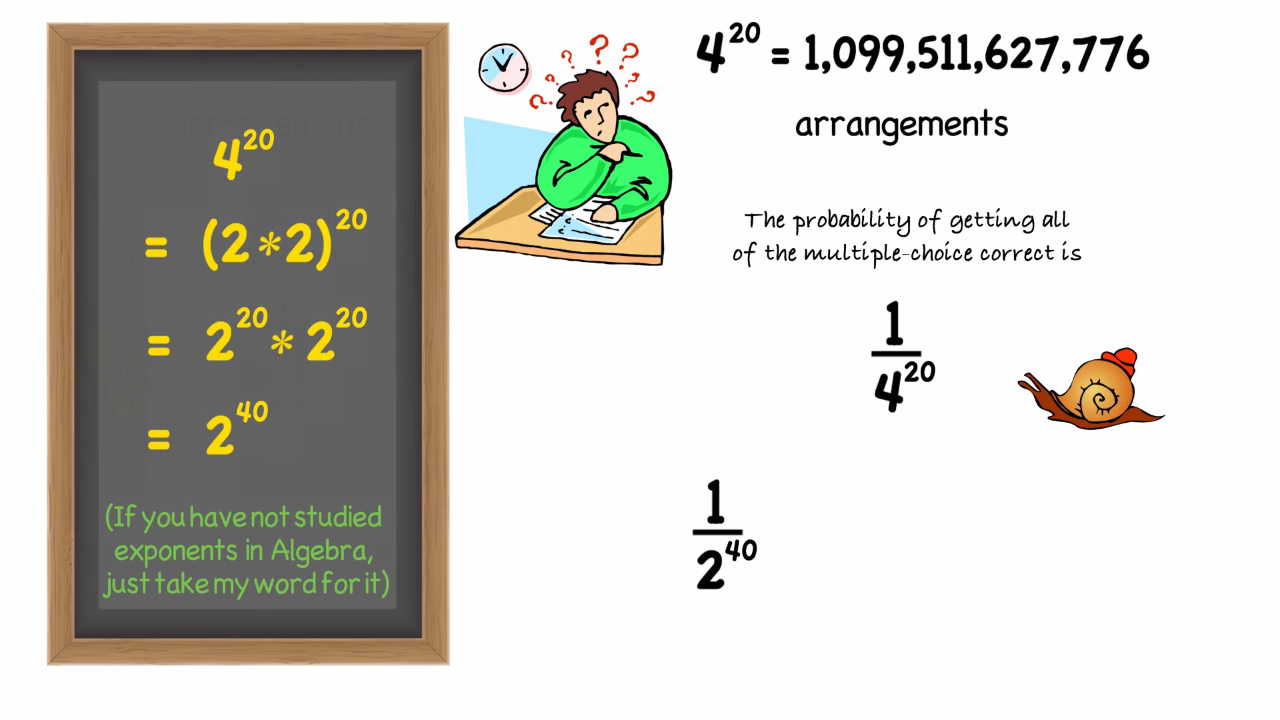 4^20
= (2*2)^20
= 2^20 * 2^20
= 2^40
(If you have not studied
exponents in Algebra,
just take my word for it)
? ? ? ? ? ? ?
4^20 = 1,099,511,627,776
arrangements
The probability of getting all
of the multiple-choice correct is
1
4^20
1
2^40